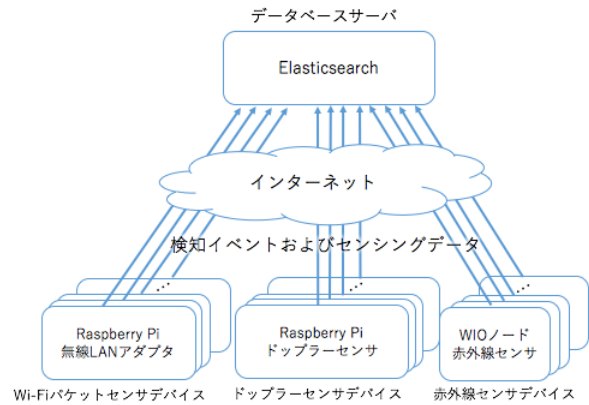 データベースサーバ
Elasticsearch
インターネット
検知イベントおよびセンシングデータ
...
...
...
Raspberry Pi
無線LANアダプタ
Raspberry Pi
ドップラーセンサ
WIOノード
赤外線センサ
Wi-Fiパケットセンサデバイス
ドップラーセンサデバイス
赤外線センサデバイス